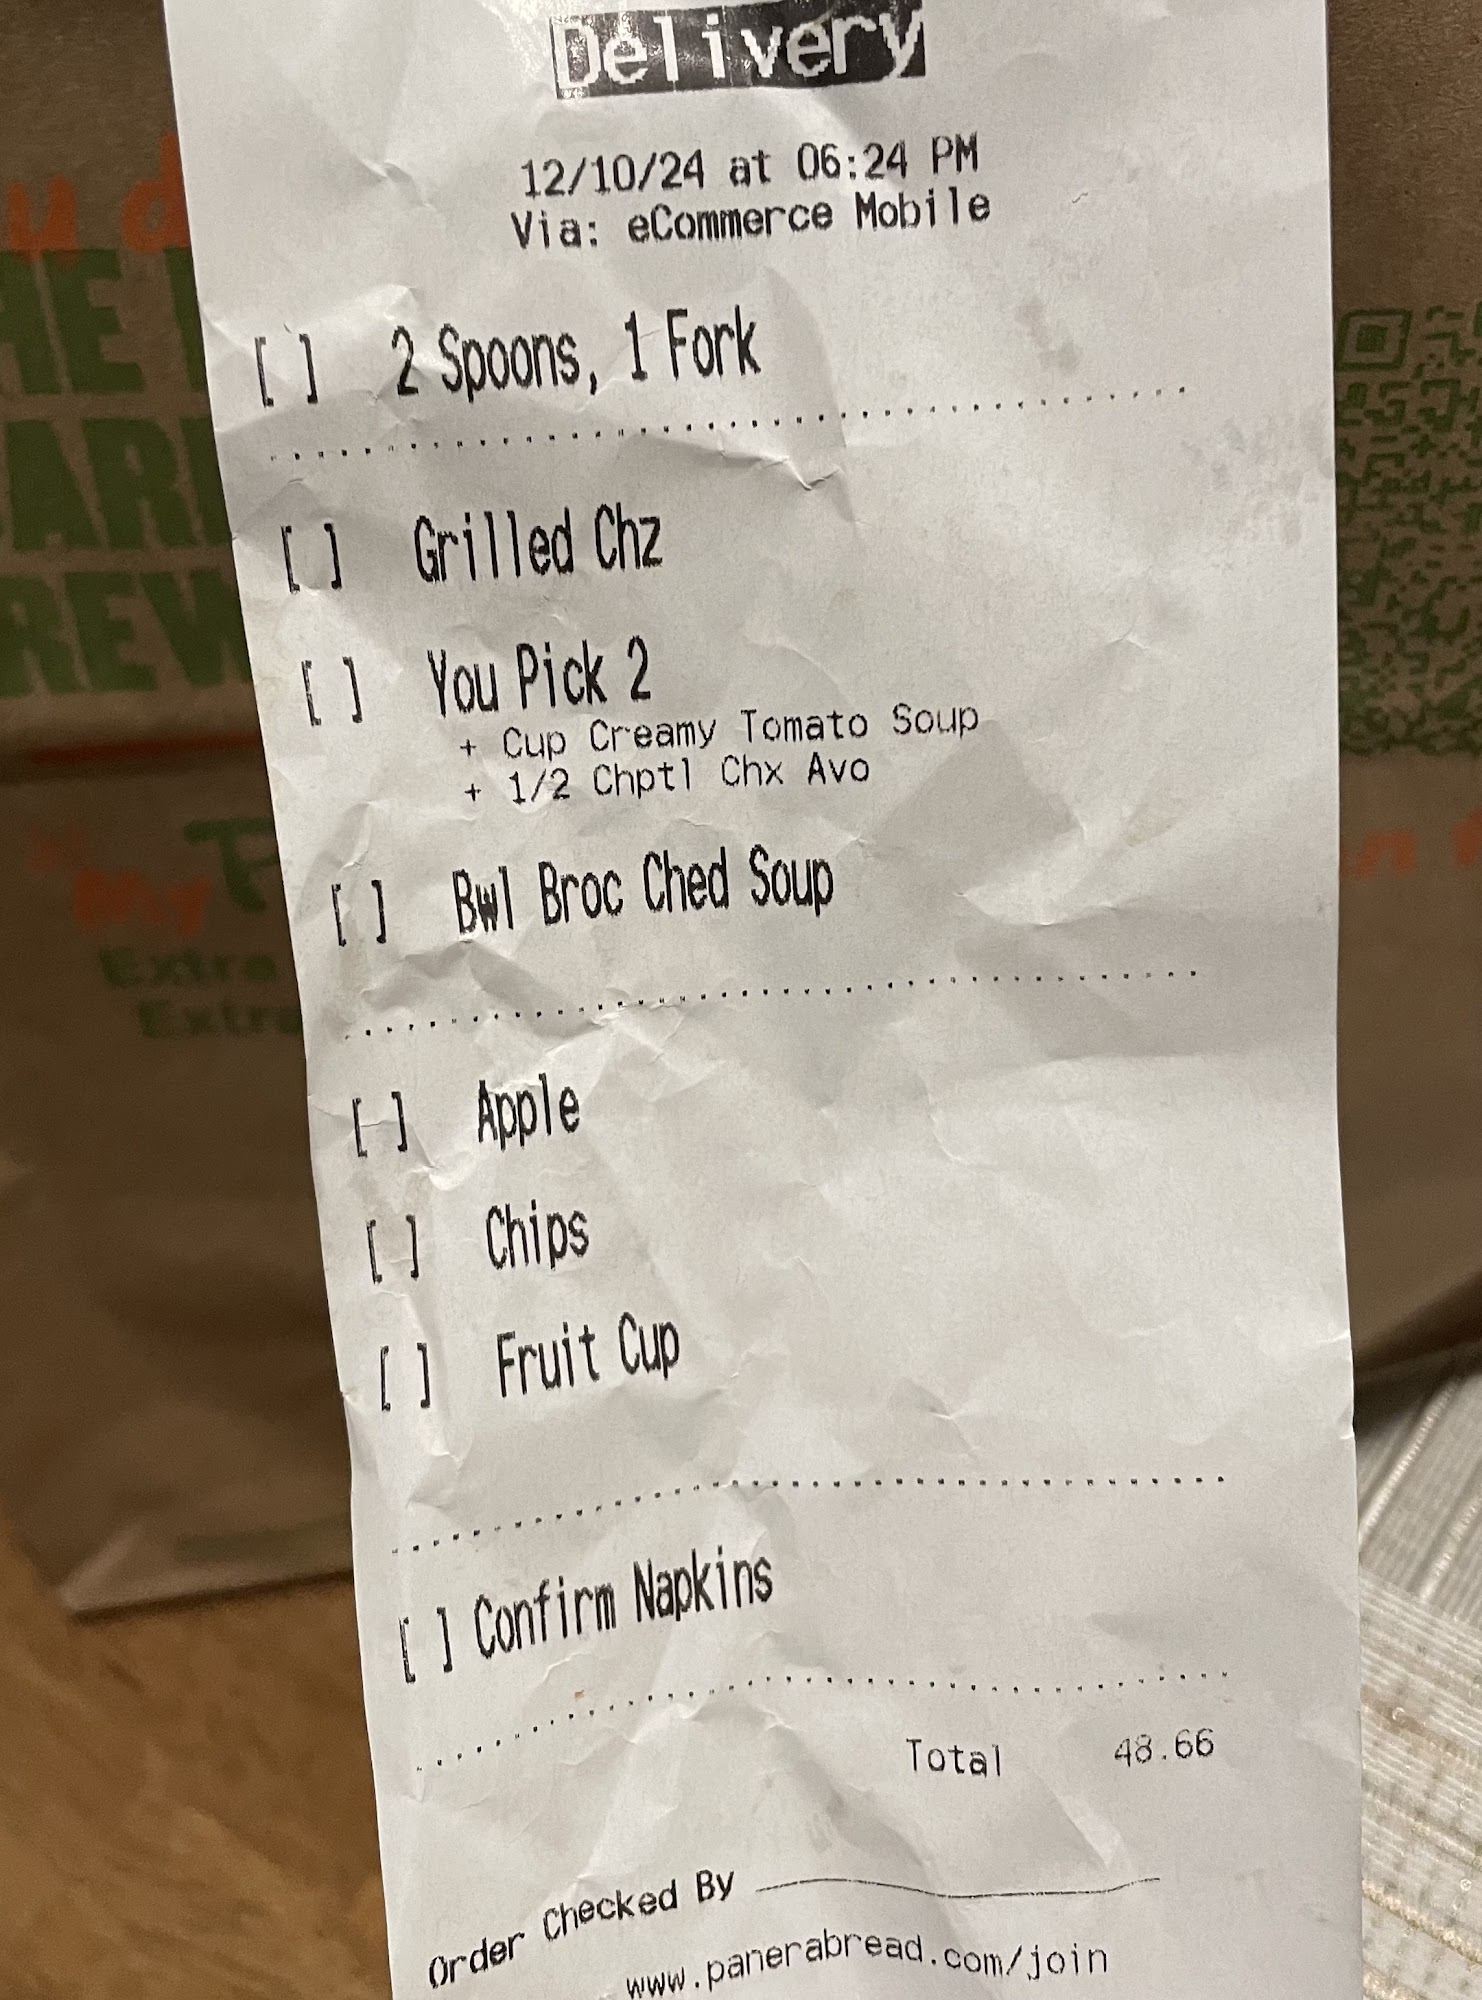 Delivery
12/10/24 at 06:24 PM
Via: eCommerce Mobile
[ ] 2 Spoons, 1 Fork
[ ] Grilled Chz
[ ] You Pick 2
+ Cup Creamy Tomato Soup
+ 1/2 Chptl Chx Avo
[ ] Bwl Broc Ched Soup
[ ] Apple
[ ] Chips
[ ] Fruit Cup
[ ] Confirm Napkins
Total 48.66
Order Checked By
www.panerabread.com/join
Extra
Extra